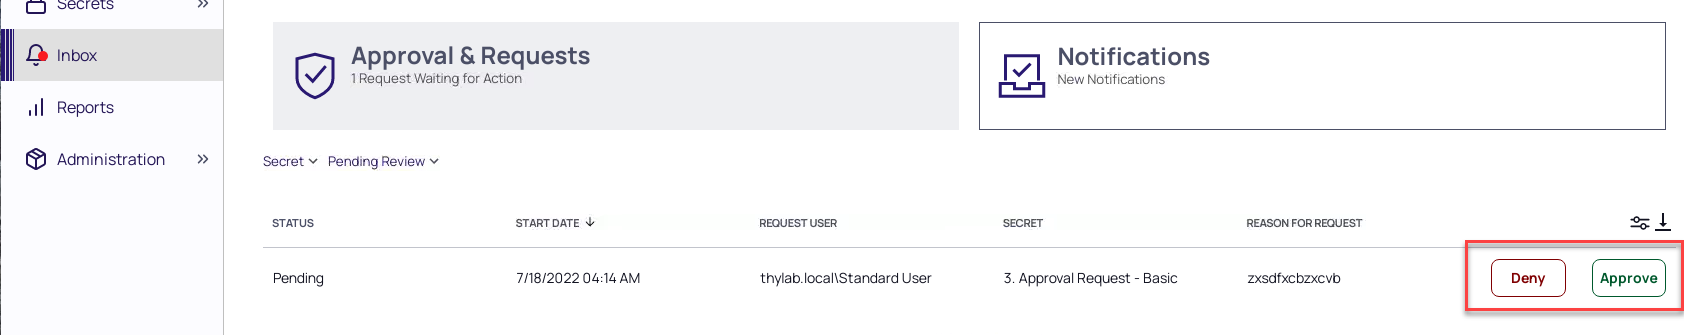 Secrets
Inbox
Reports
Administration
Approval & Requests
1 Request Waiting for Action
Notifications
New Notifications
Secret Pending Review
STATUS START DATE REQUEST USER SECRET REASON FOR REQUEST
Pending 7/18/2022 04:14 AM thylab.local\Standard User 3. Approval Request - Basic zxsdfxcbzxcvb Deny Approve